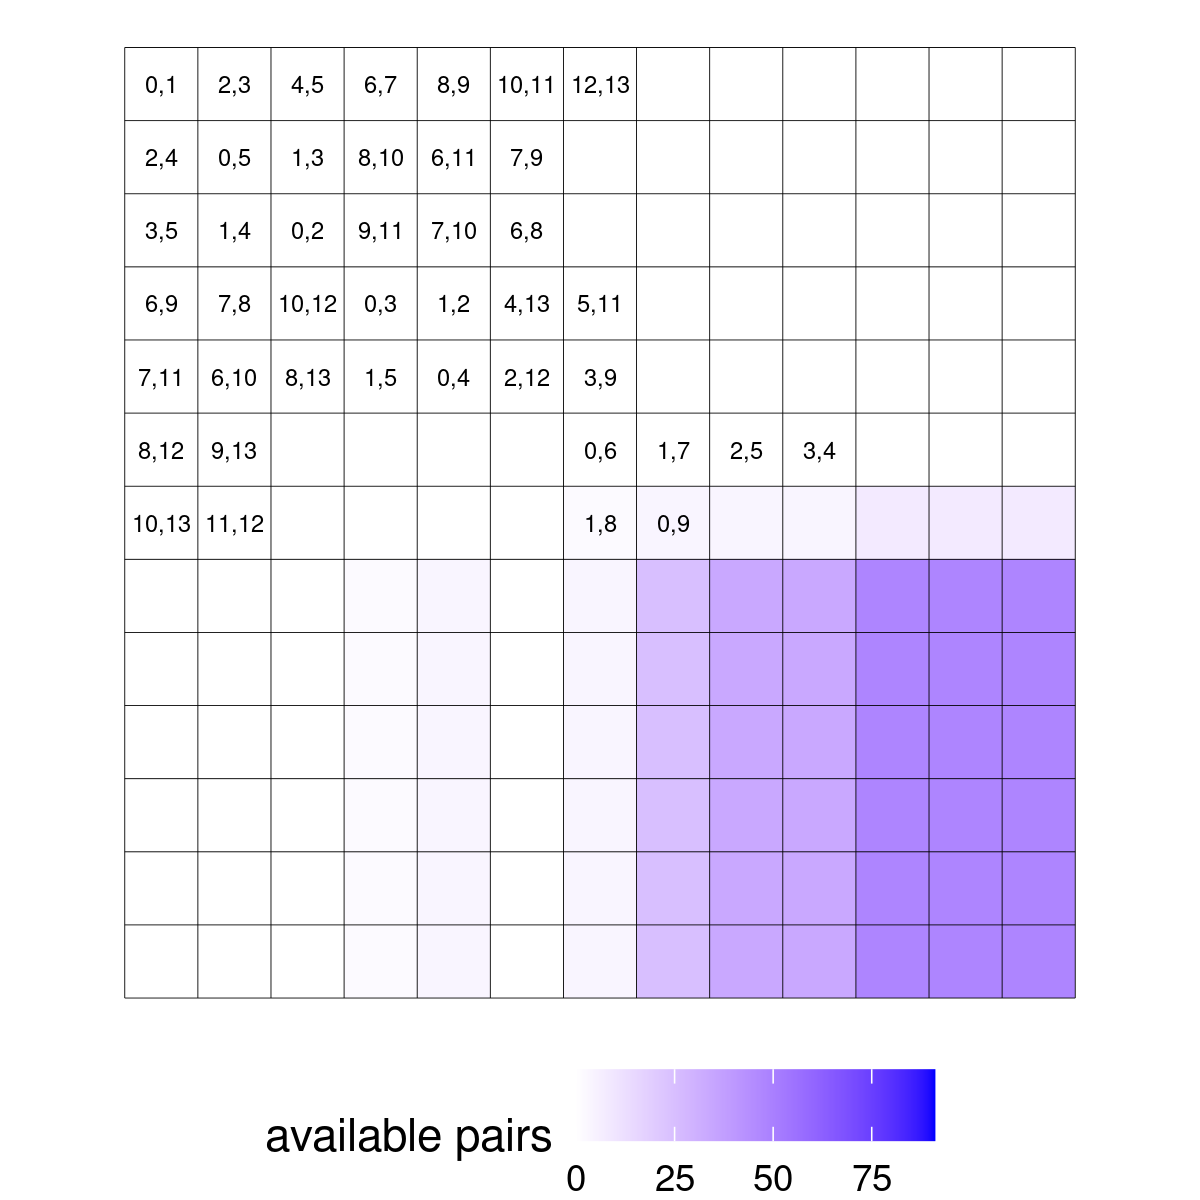 0,1 2,3 4,5 6,7 8,9 10,11 12,13
2,4 0,5 1,3 8,10 6,11 7,9
3,5 1,4 0,2 9,11 7,10 6,8
6,9 7,8 10,12 0,3 1,2 4,13 5,11
7,11 6,10 8,13 1,5 0,4 2,12 3,9
8,12 9,13 0,6 1,7 2,5 3,4
10,13 11,12 1,8 0,9
available pairs
0 25 50 75